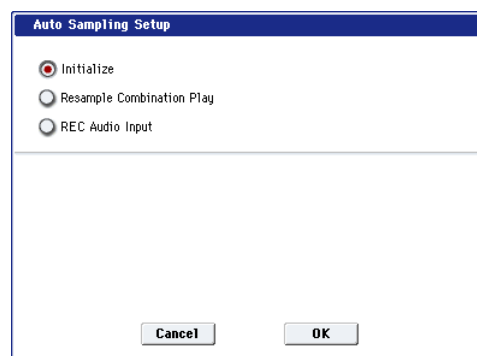 Auto Sampling Setup
Initialize
Resample Combination Play
REC Audio Input
Cancel OK